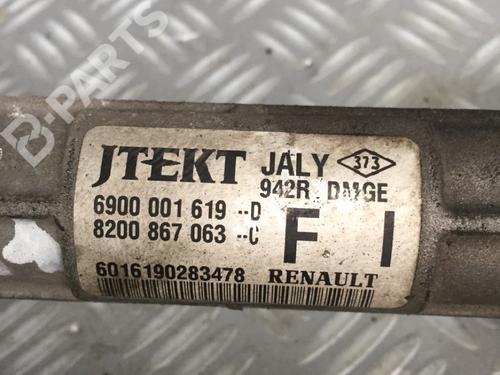 B-PARTS
JTEKT JALY 373
942R DMGE
6900 001 619 --D
8200 867 063 --C
F I
6016190283478 RENAULT